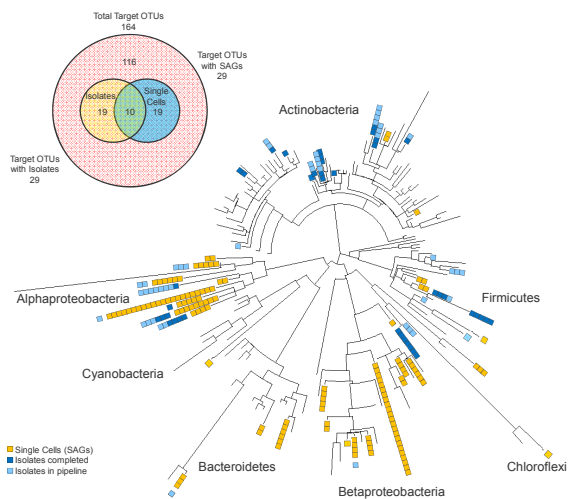 Total Target OTUs
164
116
Target OTUs
with SAGs
29
Isolates
Single
Cells
19
10
19
Target OTUs
with Isolates
29
Actinobacteria
Alphaproteobacteria
Firmicutes
Cyanobacteria
Bacteroidetes
Betaproteobacteria
Chloroflexi
Single Cells (SAGs)
Isolates completed
Isolates in pipeline